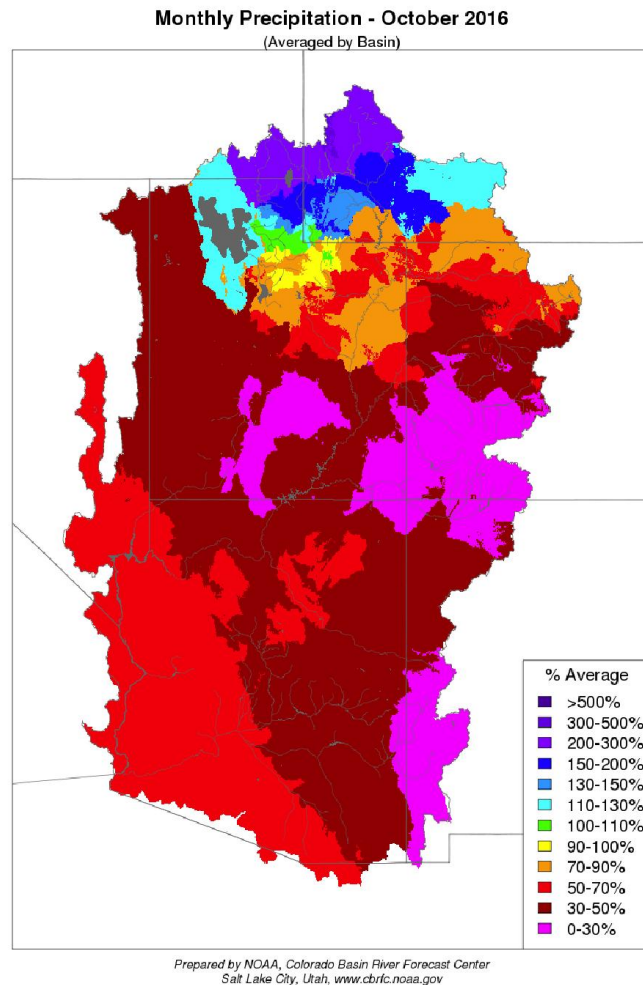 Monthly Precipitation - October 2016
(Averaged by Basin)
% Average
>500%
300-500%
200-300%
150-200%
130-150%
110-130%
100-110%
90-100%
70-90%
50-70%
30-50%
0-30%
Prepared by NOAA, Colorado Basin River Forecast Center
Salt Lake City, Utah, www.cbrfc.noaa.gov